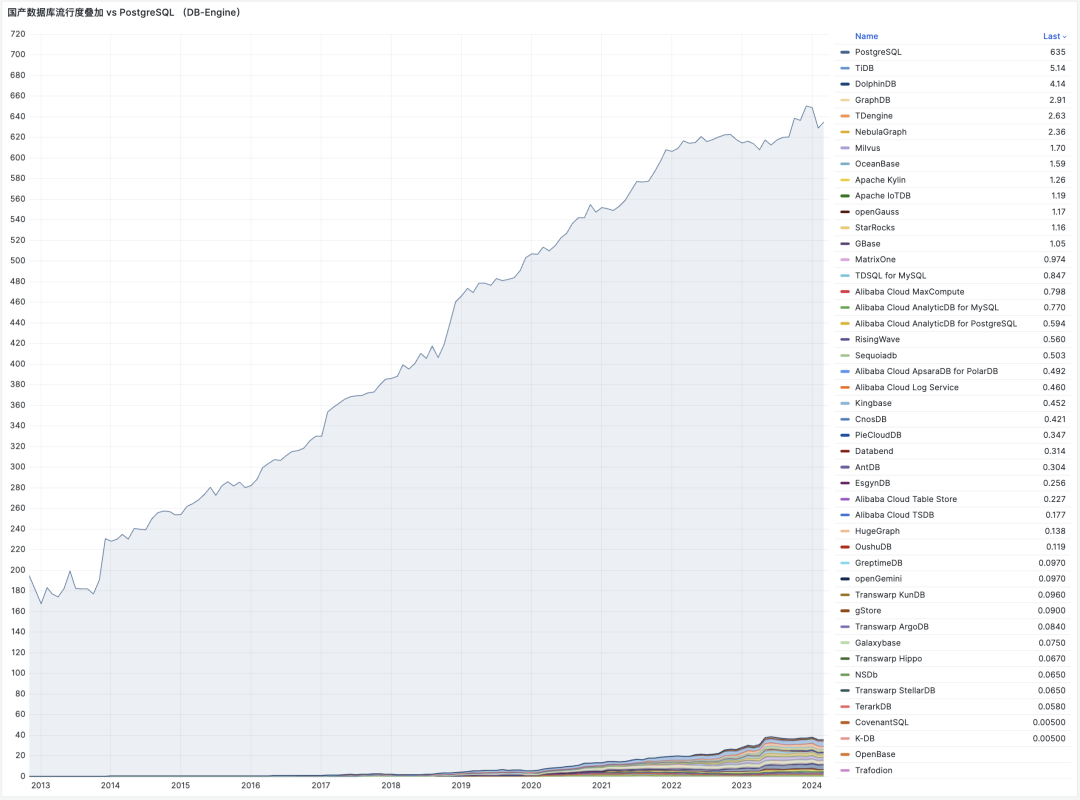 国产数据库流行度叠加 vs PostgreSQL （DB-Engine）
720
700
680
660
640
620
600
580
560
540
520
500
480
460
440
420
400
380
360
340
320
300
280
260
240
220
200
180
160
140
120
100
80
60
40
20
0
2013 2014 2015 2016 2017 2018 2019 2020 2021 2022 2023 2024
Name Last
PostgreSQL 635
TiDB 5.14
DolphinDB 4.14
GraphDB 2.91
TDengine 2.63
NebulaGraph 2.36
Milvus 1.70
OceanBase 1.59
Apache Kylin 1.26
Apache IoTDB 1.19
openGauss 1.17
StarRocks 1.16
GBase 1.05
MatrixOne 0.974
TDSQL for MySQL 0.847
Alibaba Cloud MaxCompute 0.798
Alibaba Cloud AnalyticDB for MySQL 0.770
Alibaba Cloud AnalyticDB for PostgreSQL 0.594
RisingWave 0.560
Sequoiadb 0.503
Alibaba Cloud ApsaraDB for PolarDB 0.492
Alibaba Cloud Log Service 0.460
Kingbase 0.452
CnosDB 0.421
PieCloudDB 0.347
Databend 0.314
AntDB 0.304
EsgynDB 0.256
Alibaba Cloud Table Store 0.227
Alibaba Cloud TSDB 0.177
HugeGraph 0.138
OushuDB 0.119
GreptimeDB 0.0970
openGemini 0.0970
Transwarp KunDB 0.0960
gStore 0.0900
Transwarp ArgoDB 0.0840
Galaxybase 0.0750
Transwarp Hippo 0.0670
NSDb 0.0650
Transwarp StellarDB 0.0650
TerarkDB 0.0580
CovenantSQL 0.00500
K-DB 0.00500
OpenBase
Trafodion